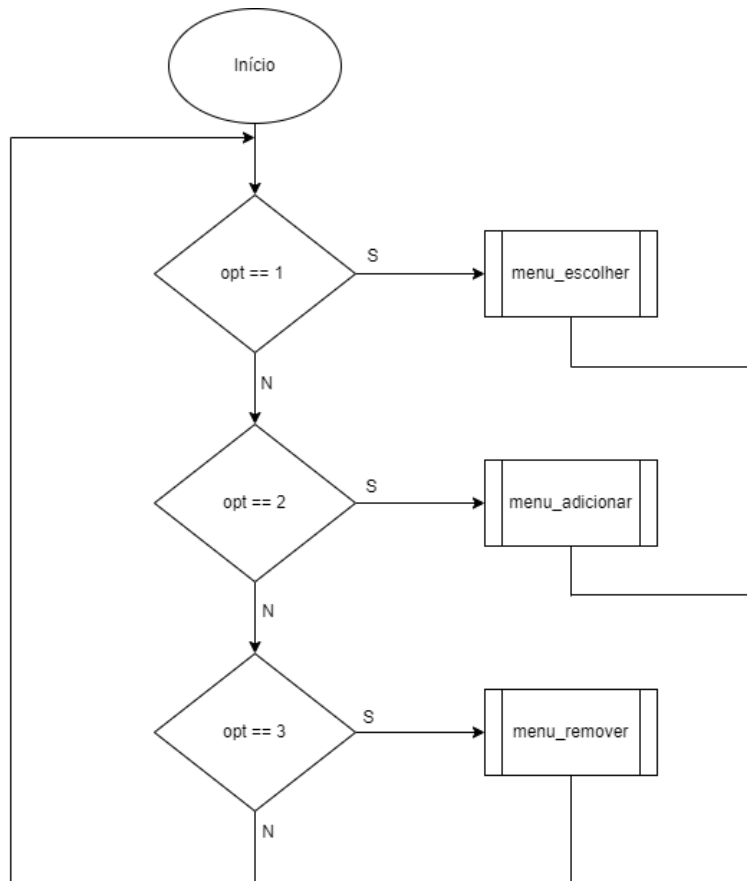 Início
opt == 1
S
menu_escolher
N
opt == 2
S
menu_adicionar
N
opt == 3
S
menu_remover
N